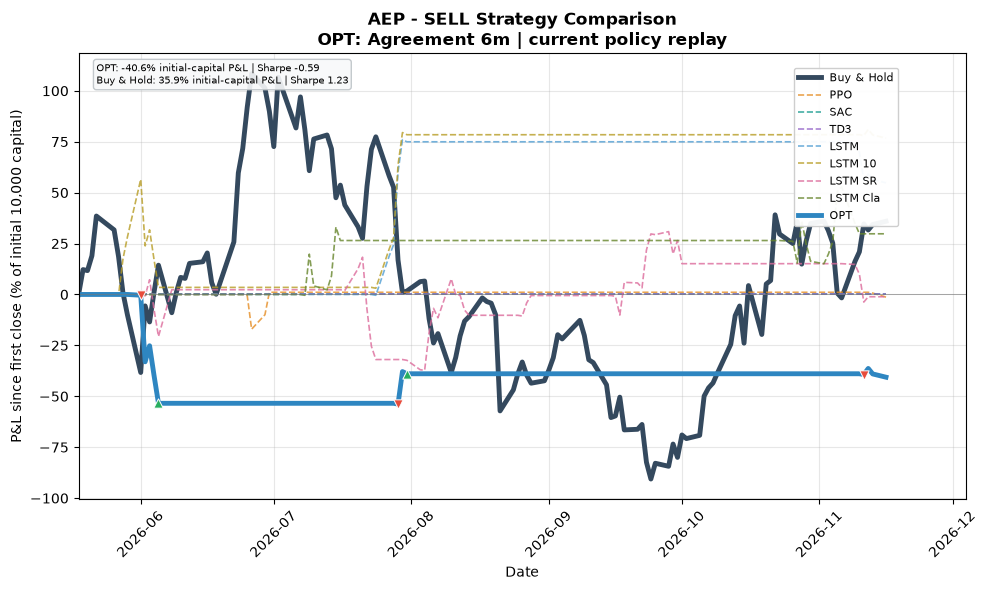 AEP - SELL Strategy Comparison
OPT: Agreement 6m | current policy replay
OPT: -40.6% initial-capital P&L | Sharpe -0.59
Buy & Hold: 35.9% initial-capital P&L | Sharpe 1.23
Buy & Hold
PPO
SAC
TD3
LSTM
LSTM 10
LSTM SR
LSTM Cla
OPT
P&L since first close (% of initial 10,000 capital)
100
75
50
25
0
−25
−50
−75
−100
2026-06
2026-07
2026-08
2026-09
2026-10
2026-11
2026-12
Date